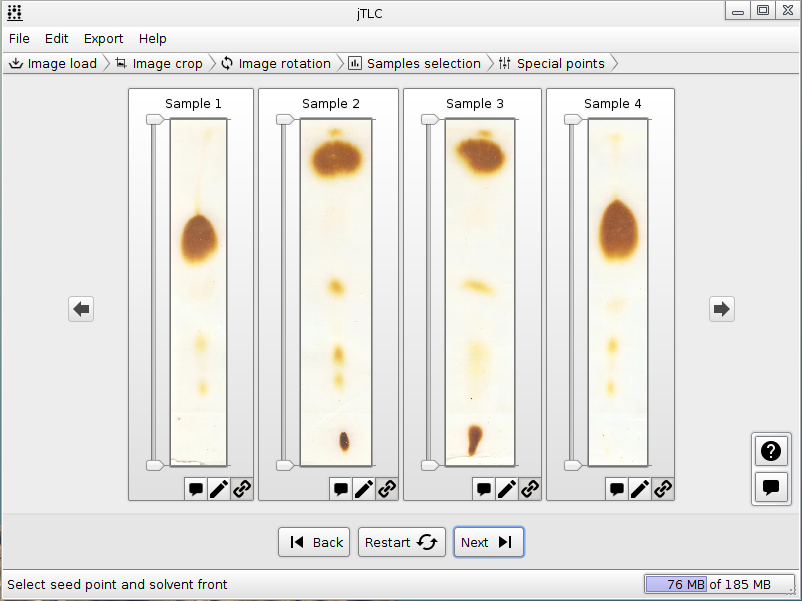 jTLC
File Edit Export Help
Image load Image crop Image rotation Samples selection Special points
Sample 1 Sample 2 Sample 3 Sample 4
Back Restart Next
Select seed point and solvent front 76 MB of 185 MB